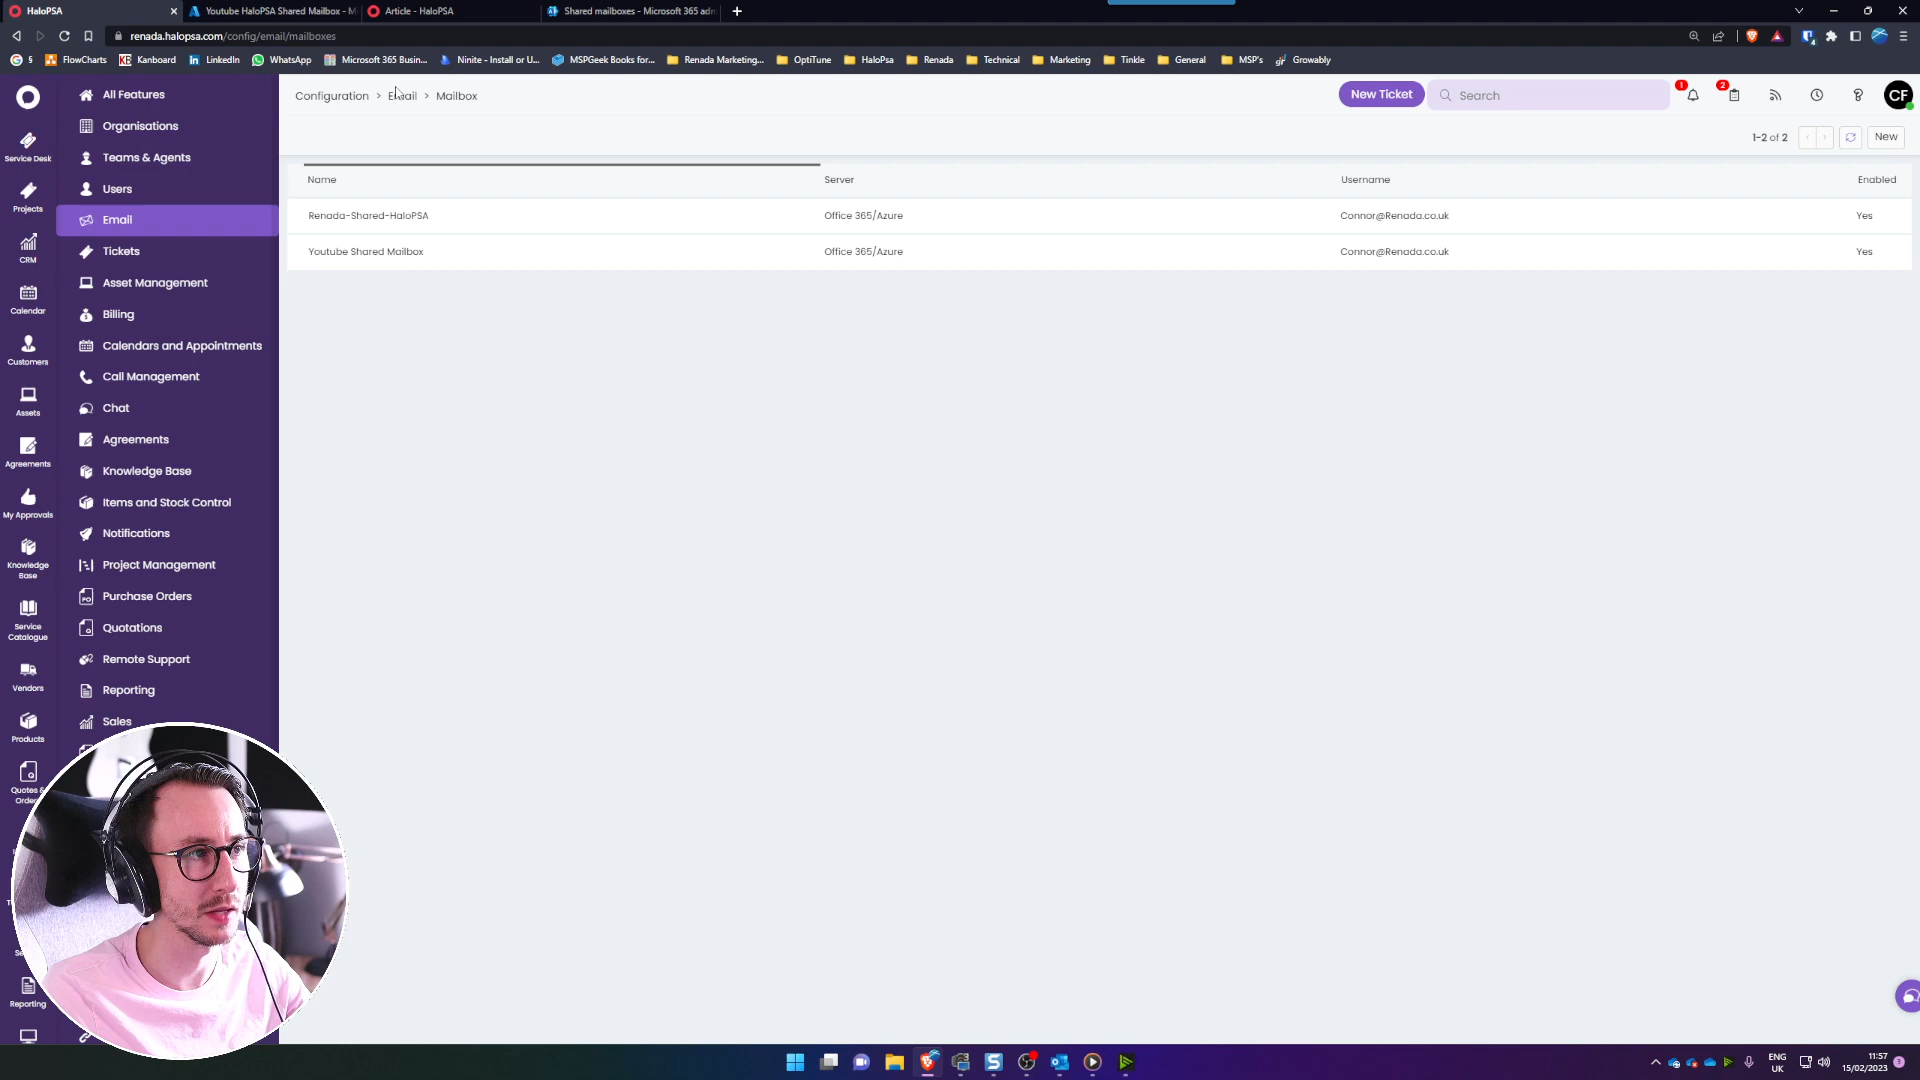 HaloPSA
Youtube HaloPSA Shared Mailbox - M
Article - HaloPSA
Shared mailboxes - Microsoft 365 adm
renada.halopsa.com/config/email/mailboxes
FlowCharts
Kanboard
LinkedIn
WhatsApp
Microsoft 365 Busin...
Ninite - Install or U...
MSPGeek Books for...
Renada Marketing...
OptiTune
HaloPsa
Renada
Technical
Marketing
Tinkle
General
MSP's
Growably
All Features
Organisations
Teams & Agents
Users
Email
Tickets
Asset Management
Billing
Calendars and Appointments
Call Management
Chat
Agreements
Knowledge Base
Items and Stock Control
Notifications
Project Management
Purchase Orders
Quotations
Remote Support
Reporting
Sales
Service Desk
Projects
CRM
Calendar
Customers
Assets
Agreements
My Approvals
Knowledge
Base
Service
Catalogue
Vendors
Products
Quotes &
Reporting
Configuration > Email > Mailbox
New Ticket
Search
1
2
CF
1-2 of 2
New
Name Server Username Enabled
Renada-Shared-HaloPSA Office 365/Azure Connor@Renada.co.uk Yes
Youtube Shared Mailbox Office 365/Azure Connor@Renada.co.uk Yes
ENG
UK
11:57
15/02/2023
3